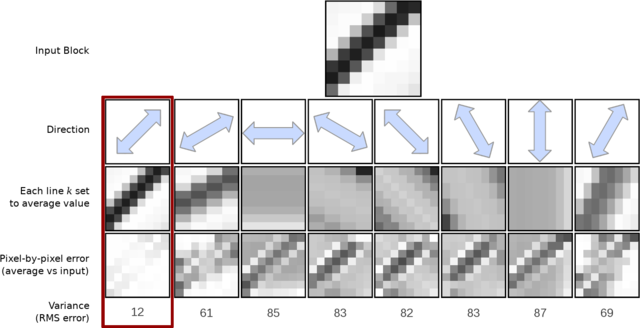 Input Block
Direction
Each line k set
to average value
Pixel-by-pixel error
(average vs input)
Variance
(RMS error)
12 61 85 83 82 83 87 69